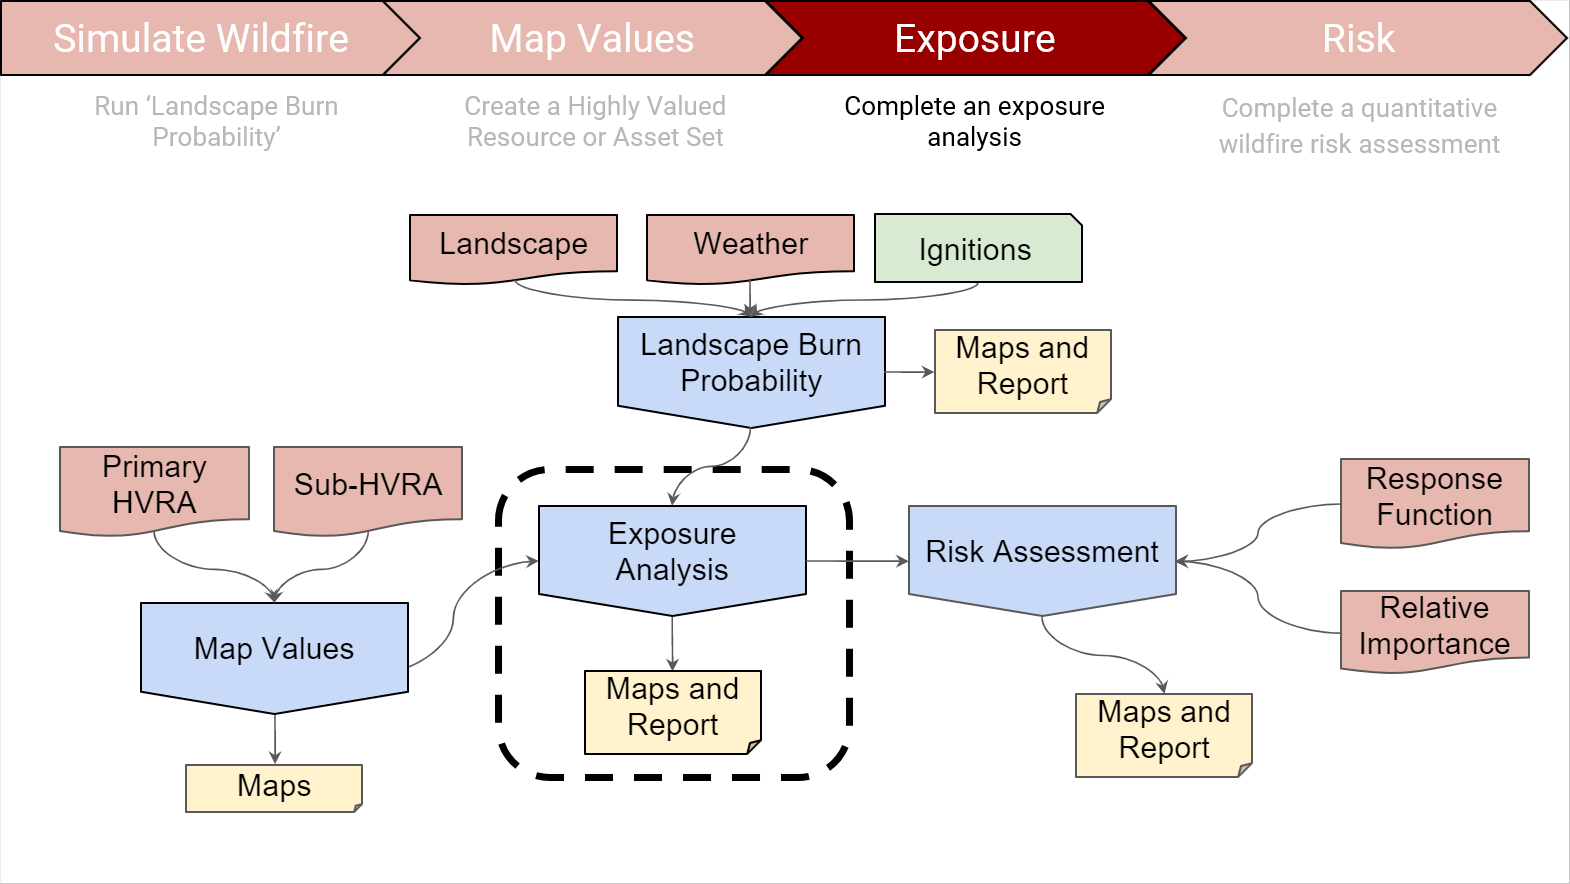 Simulate Wildfire
Map Values
Exposure
Risk
Run ‘Landscape Burn
Probability’
Create a Highly Valued
Resource or Asset Set
Complete an exposure
analysis
Complete a quantitative
wildfire risk assessment
Landscape
Weather
Ignitions
Landscape Burn
Probability
Maps and
Report
Primary
HVRA
Sub-HVRA
Exposure
Analysis
Risk Assessment
Response
Function
Relative
Importance
Map Values
Maps and
Report
Maps and
Report
Maps